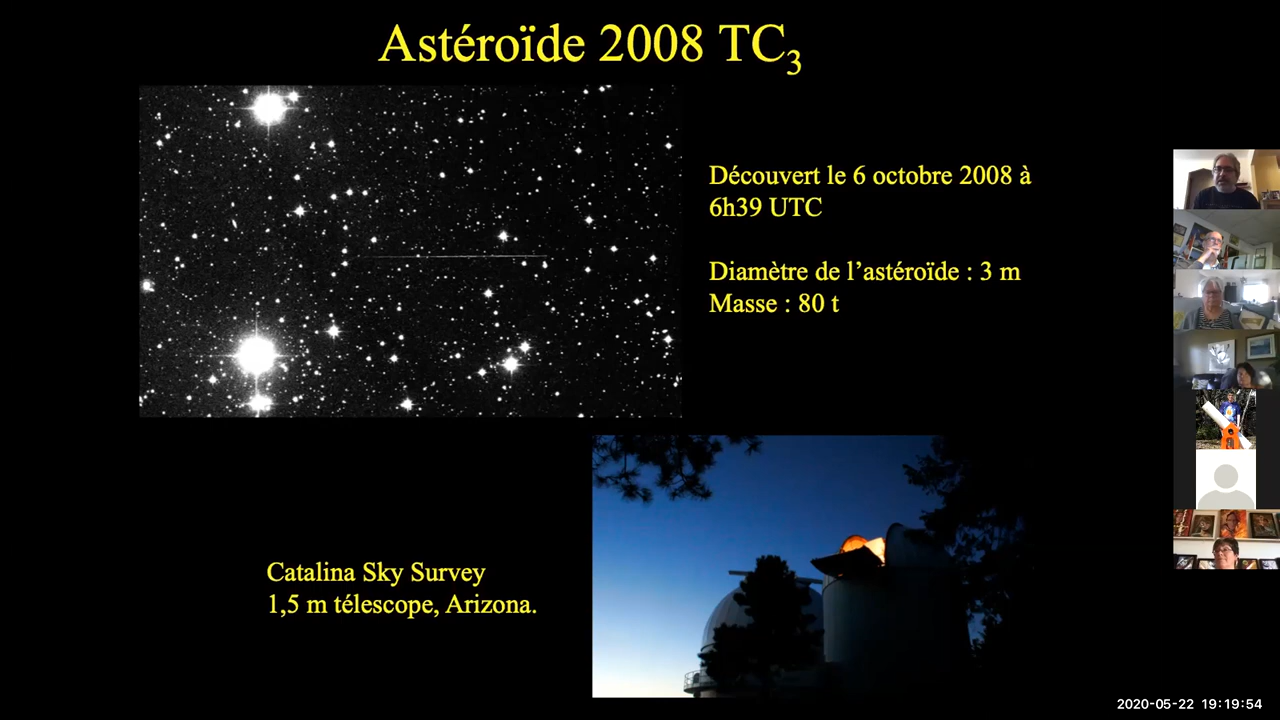 Astéroïde 2008 TC₃
Découvert le 6 octobre 2008 à
6h39 UTC
Diamètre de l’astéroïde : 3 m
Masse : 80 t
Catalina Sky Survey
1,5 m télescope, Arizona.
2020-05-22 19:19:54